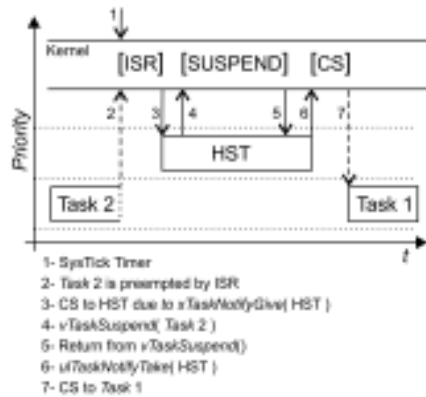 1
Kernel
[ISR] [SUSPEND] [CS]
2 3 4 5 6 7
Priority
HST
Task 2 Task 1
t
1- SysTick Timer
2- Task 2 is preempted by ISR
3- CS to HST due to xTaskNotifyGive( HST )
4- vTaskSuspend( Task 2 )
5- Return from vTaskSuspend()
6- ulTaskNotifyTake( HST )
7- CS to Task 1